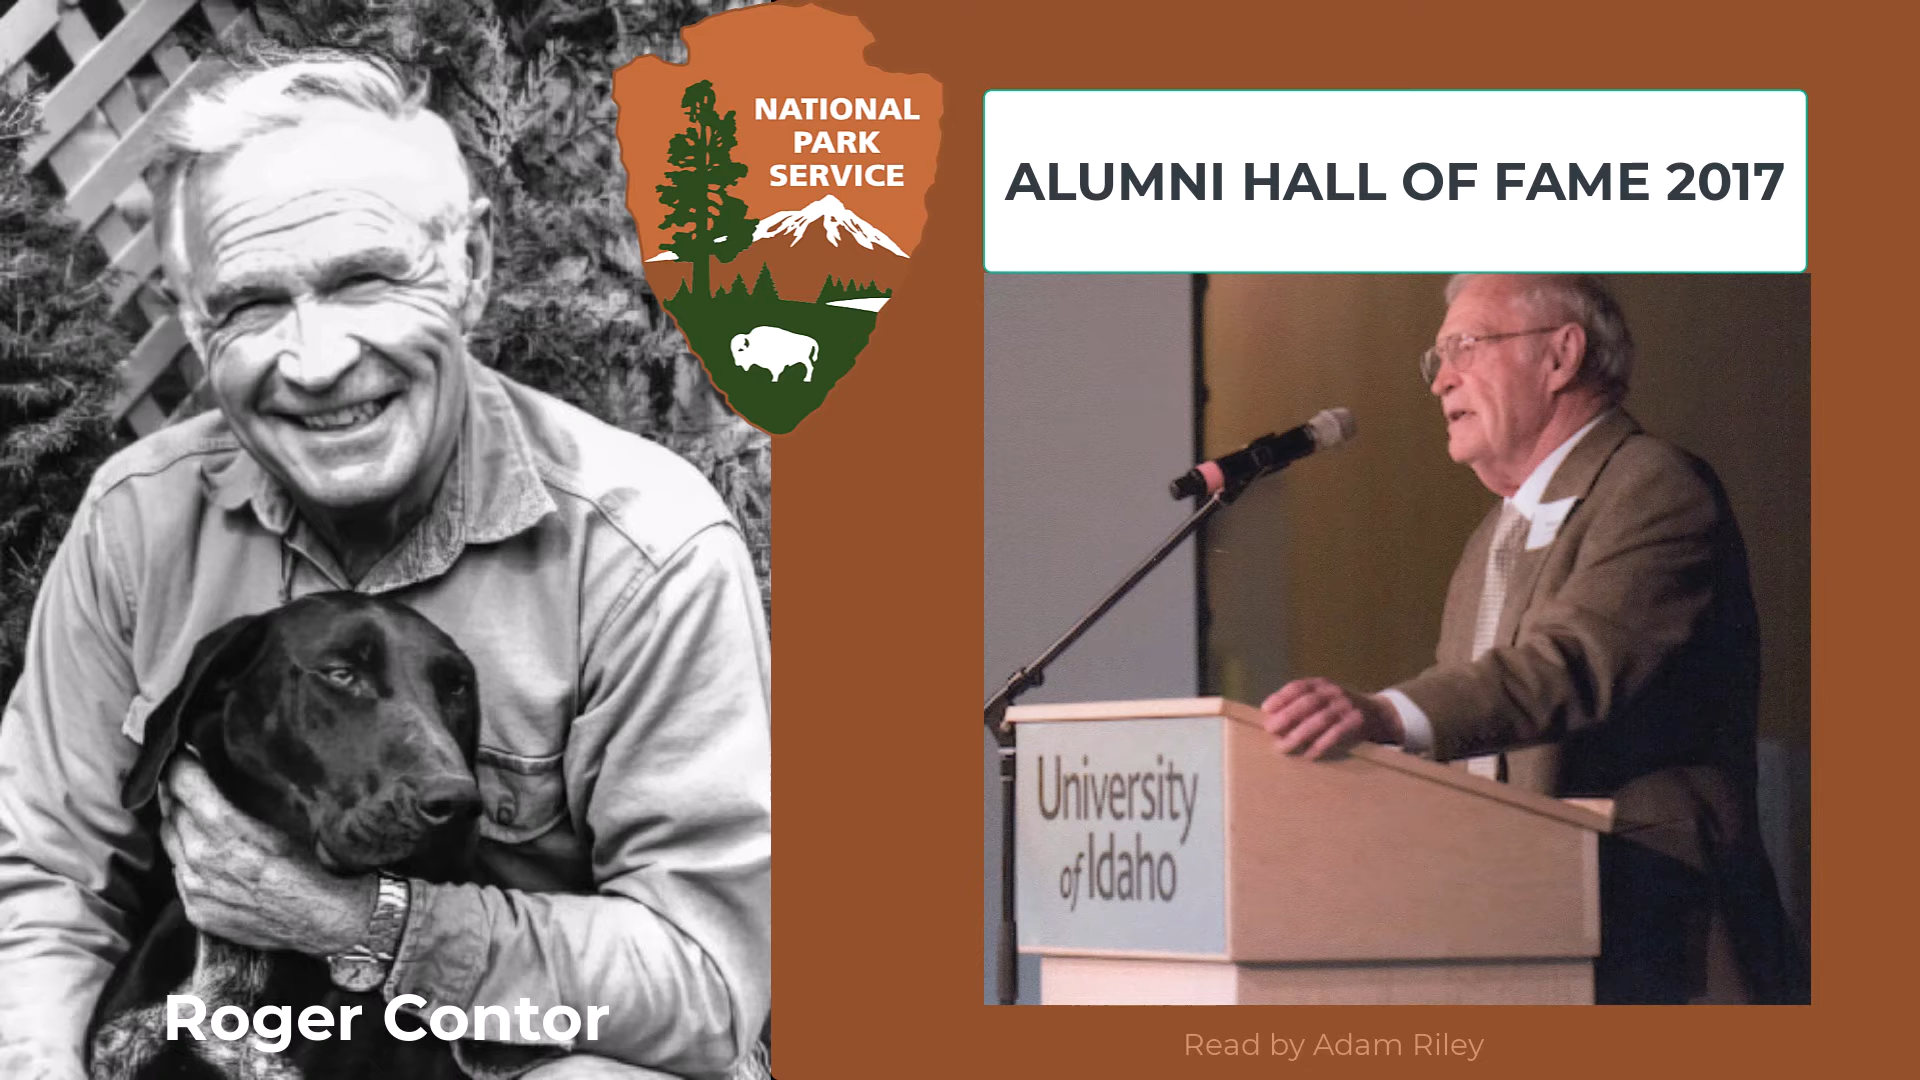 NATIONAL
PARK
SERVICE
ALUMNI HALL OF FAME 2017
University
of Idaho
Roger Contor
Read by Adam Riley